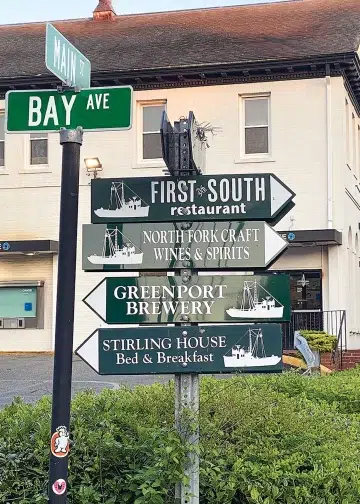 MAIN ST
BAY AVE
FIRST AND SOUTH
restaurant
NORTH FORK CRAFT
WINES & SPIRITS
GREENPORT
BREWERY
STIRLING HOUSE
Bed & Breakfast